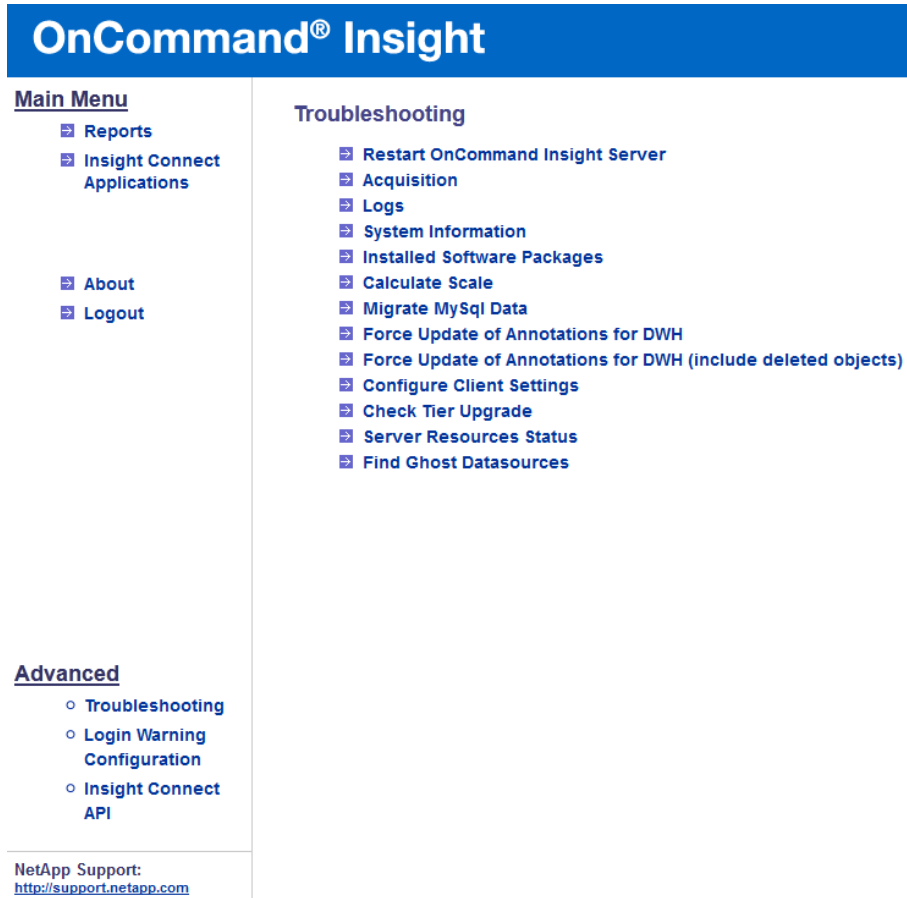 OnCommand® Insight
Main Menu
Reports
Insight Connect
Applications
About
Logout
Troubleshooting
Restart OnCommand Insight Server
Acquisition
Logs
System Information
Installed Software Packages
Calculate Scale
Migrate MySql Data
Force Update of Annotations for DWH
Force Update of Annotations for DWH (include deleted objects)
Configure Client Settings
Check Tier Upgrade
Server Resources Status
Find Ghost Datasources
Advanced
Troubleshooting
Login Warning
Configuration
Insight Connect
API
NetApp Support:
http://support.netapp.com